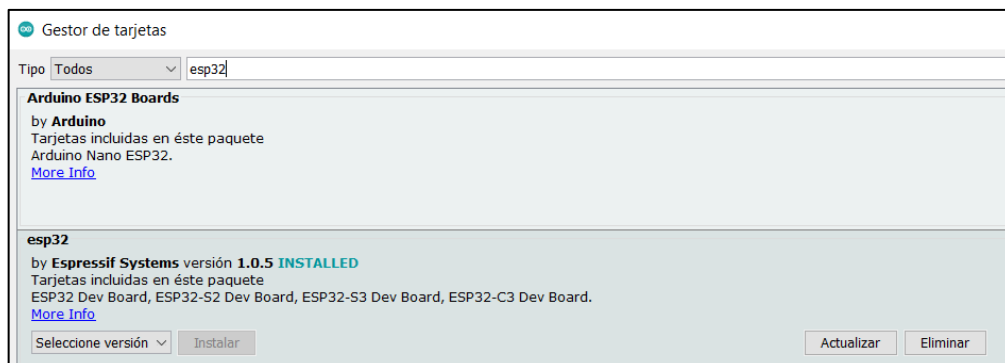 Gestor de tarjetas
Tipo Todos esp32
Arduino ESP32 Boards
by Arduino
Tarjetas incluidas en éste paquete
Arduino Nano ESP32.
More Info
esp32
by Espressif Systems versión 1.0.5 INSTALLED
Tarjetas incluidas en éste paquete
ESP32 Dev Board, ESP32-S2 Dev Board, ESP32-S3 Dev Board, ESP32-C3 Dev Board.
More Info
Seleccione versión Instalar Actualizar Eliminar